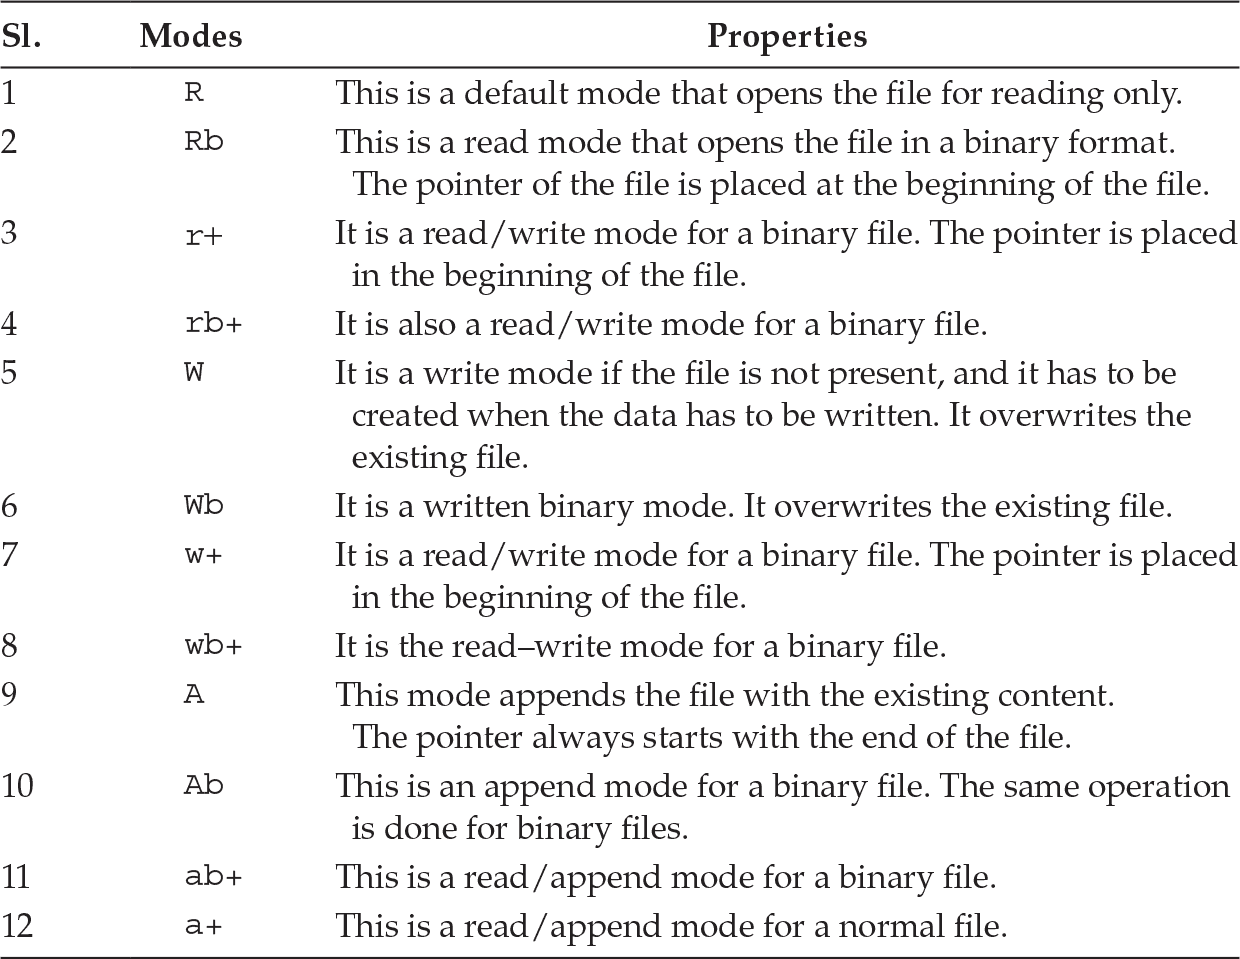 Sl. Modes Properties
1 R This is a default mode that opens the file for reading only.
2 Rb This is a read mode that opens the file in a binary format.
The pointer of the file is placed at the beginning of the file.
3 r+ It is a read/write mode for a binary file. The pointer is placed
in the beginning of the file.
4 rb+ It is also a read/write mode for a binary file.
5 W It is a write mode if the file is not present, and it has to be
created when the data has to be written. It overwrites the
existing file.
6 Wb It is a written binary mode. It overwrites the existing file.
7 w+ It is a read/write mode for a binary file. The pointer is placed
in the beginning of the file.
8 wb+ It is the read–write mode for a binary file.
9 A This mode appends the file with the existing content.
The pointer always starts with the end of the file.
10 Ab This is an append mode for a binary file. The same operation
is done for binary files.
11 ab+ This is a read/append mode for a binary file.
12 a+ This is a read/append mode for a normal file.